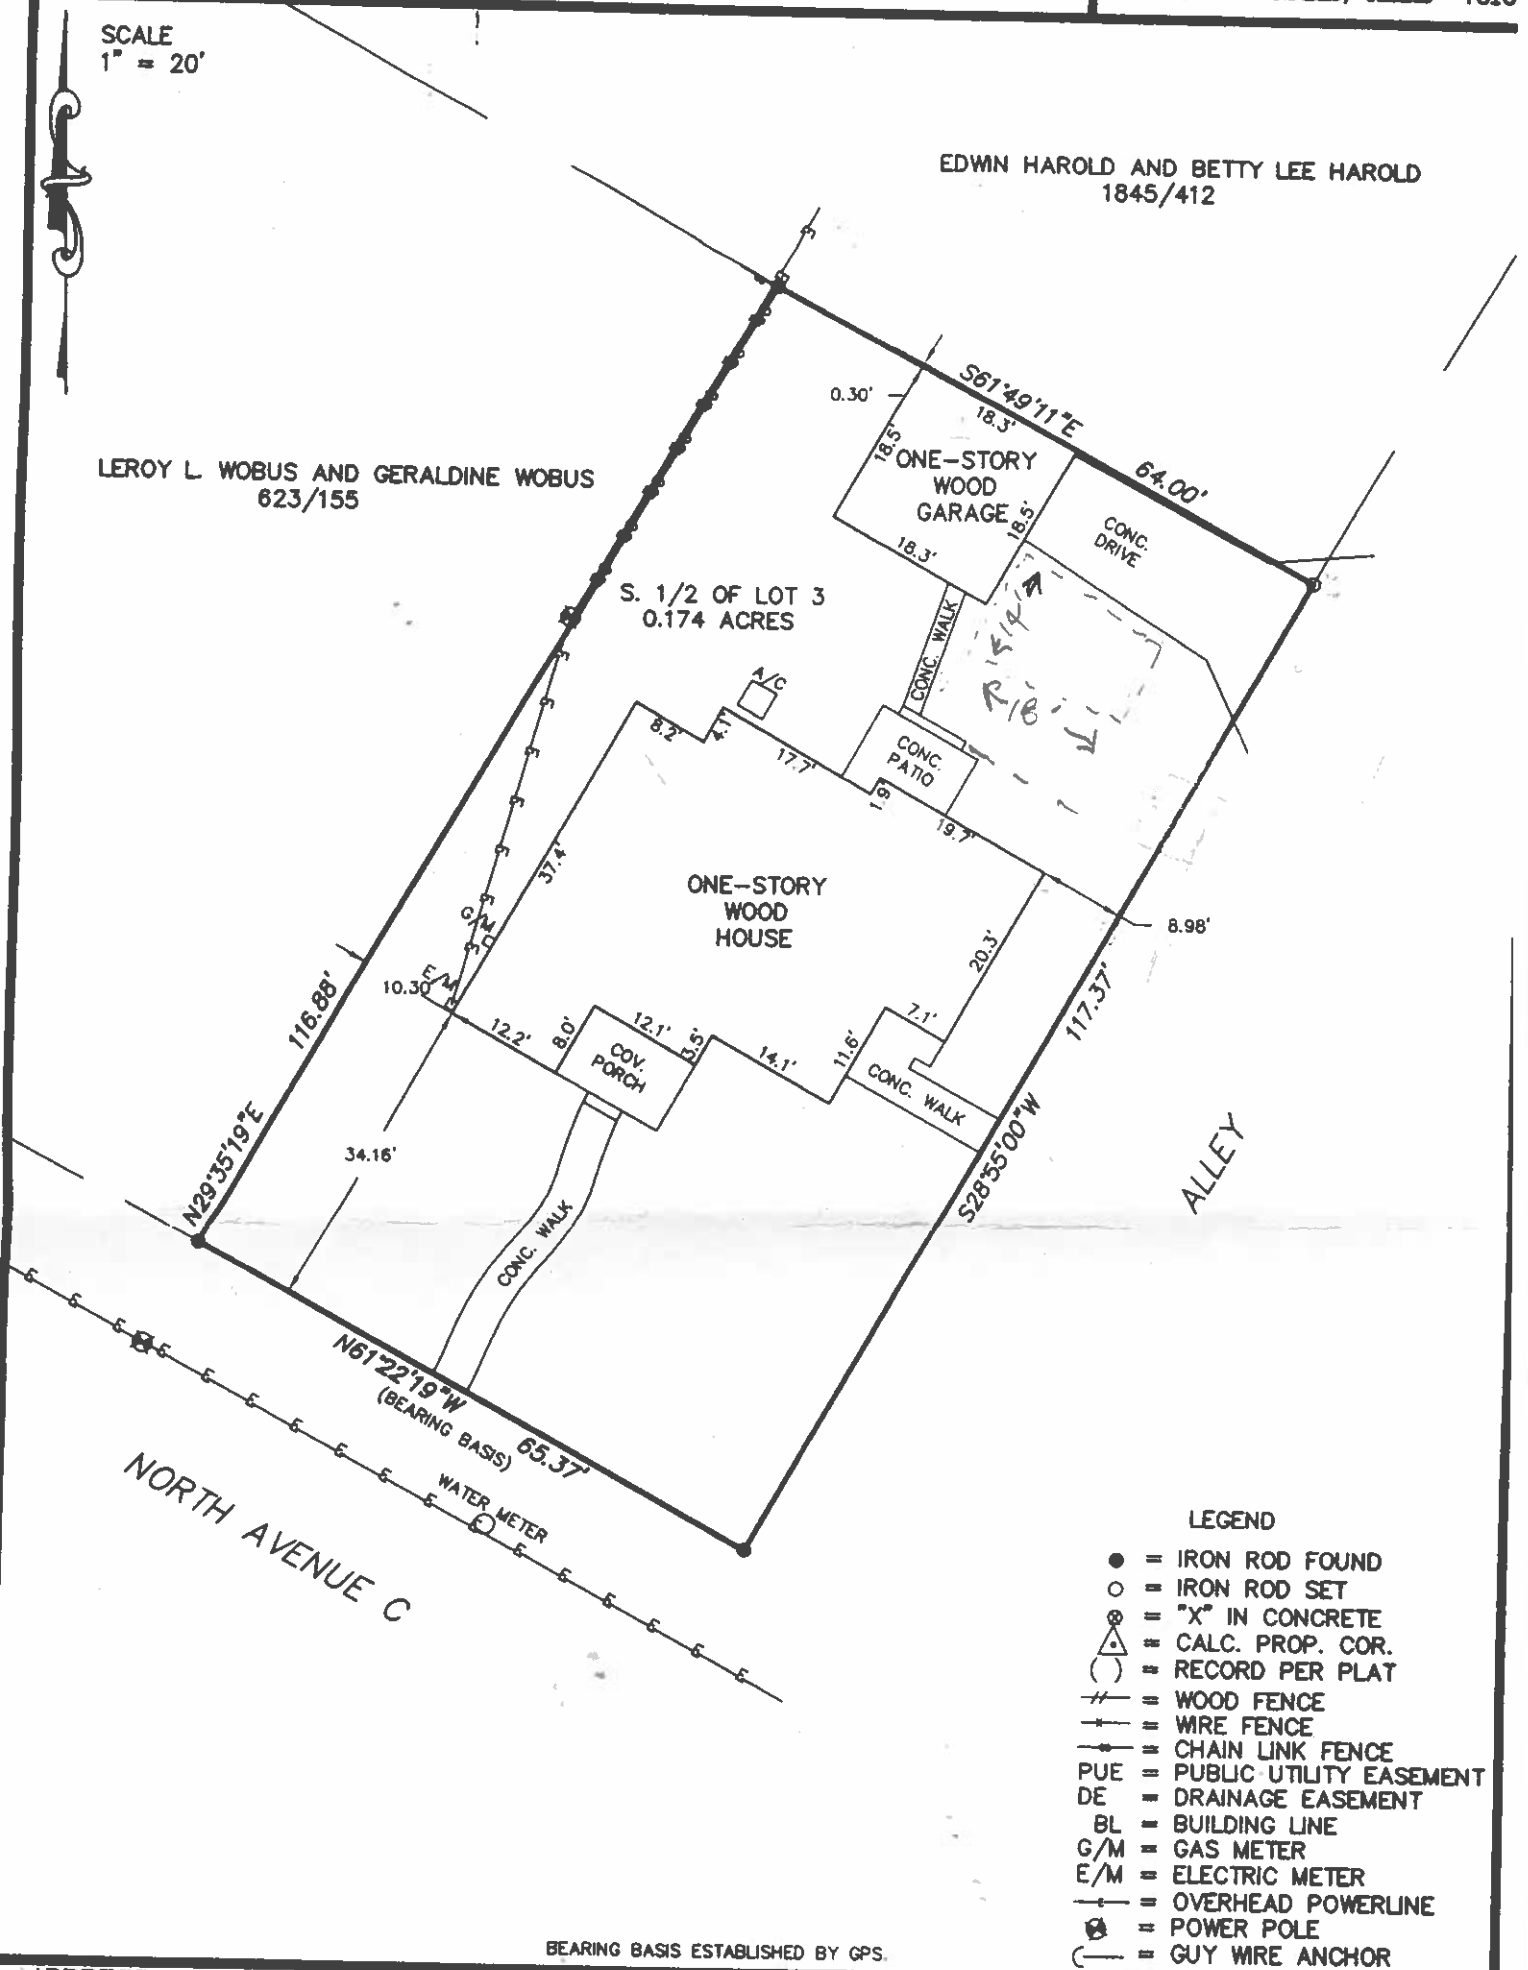 SCALE
1" = 20'
EDWIN HAROLD AND BETTY LEE HAROLD
1845/412
S61°49'11"E
64.00'
0.30'
18.3'
18.5'
ONE-STORY
WOOD
GARAGE
18.5'
18.3'
CONC.
DRIVE
LEROY L. WOBUS AND GERALDINE WOBUS
623/155
S. 1/2 OF LOT 3
0.174 ACRES
14'
18'
CONC. WALK
A/C
8.2'
4.1'
17.7'
CONC.
PATIO
1.9'
19.7'
37.4'
ONE-STORY
WOOD
HOUSE
8.98'
G/M
E/M
10.30'
20.3'
116.88'
117.37'
12.2'
8.0'
12.1'
3.5'
COV.
PORCH
14.1'
11.6'
7.1'
CONC. WALK
N29°35'19"E
34.16'
S28°55'00"W
ALLEY
CONC. WALK
N61°22'19"W
(BEARING BASIS)
65.37'
WATER METER
NORTH AVENUE C
LEGEND
= IRON ROD FOUND
= IRON ROD SET
= "X" IN CONCRETE
= CALC. PROP. COR.
( ) = RECORD PER PLAT
= WOOD FENCE
= WIRE FENCE
= CHAIN LINK FENCE
PUE = PUBLIC UTILITY EASEMENT
DE = DRAINAGE EASEMENT
BL = BUILDING LINE
G/M = GAS METER
E/M = ELECTRIC METER
= OVERHEAD POWERLINE
= POWER POLE
= GUY WIRE ANCHOR
BEARING BASIS ESTABLISHED BY GPS.